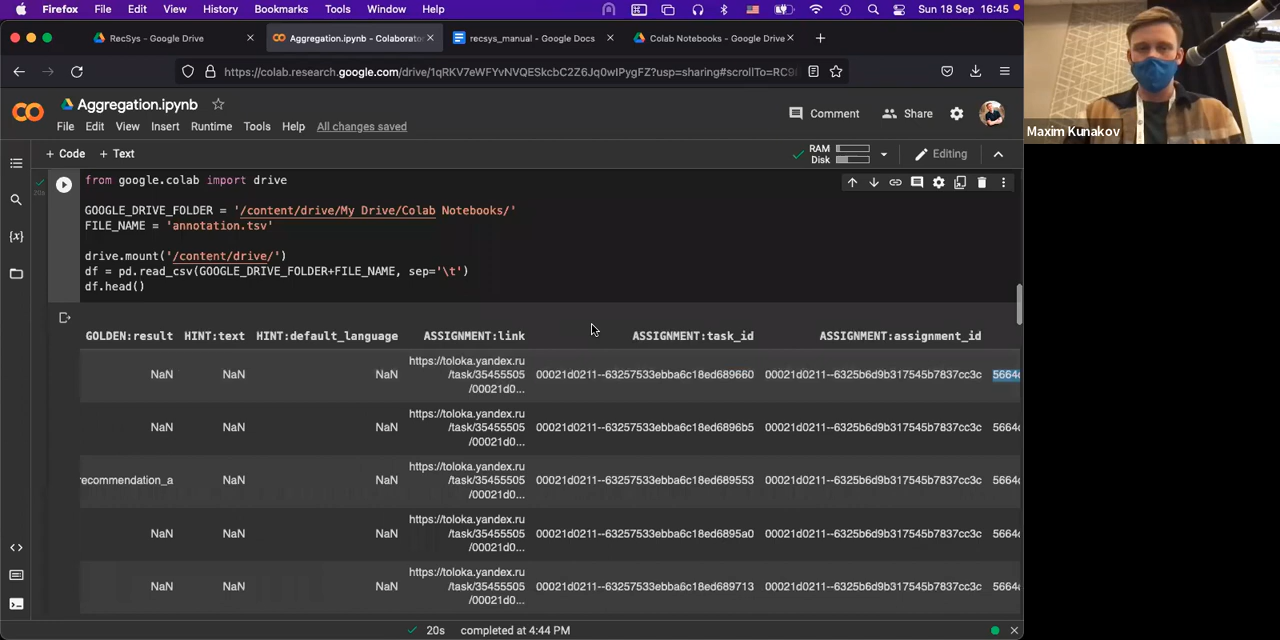 Firefox File Edit View History Bookmarks Tools Window Help Sun 18 Sep 16:45
RecSys - Google Drive
Aggregation.ipynb - Colaborato
recsys_manual - Google Docs
Colab Notebooks - Google Drive
https://colab.research.google.com/drive/1qRKV7eWFYvNVQESkcbC2Z6Jq0wIPygFZ?usp=sharing#scrollTo=RC9
Aggregation.ipynb
File Edit View Insert Runtime Tools Help All changes saved
Comment Share
+ Code + Text
RAM
Disk
Editing
from google.colab import drive
GOOGLE_DRIVE_FOLDER = '/content/drive/My Drive/Colab Notebooks/'
FILE_NAME = 'annotation.tsv'
drive.mount('/content/drive/')
df = pd.read_csv(GOOGLE_DRIVE_FOLDER+FILE_NAME, sep='\t')
df.head()
GOLDEN:result HINT:text HINT:default_language ASSIGNMENT:link ASSIGNMENT:task_id ASSIGNMENT:assignment_id
https://toloka.yandex.ru
NaN NaN NaN /task/35455505 00021d0211--63257533ebba6c18ed689660 00021d0211--6325b6d9b317545b7837cc3c 5664
/00021d0...
https://toloka.yandex.ru
NaN NaN NaN /task/35455505 00021d0211--63257533ebba6c18ed6896b5 00021d0211--6325b6d9b317545b7837cc3c 5664
/00021d0...
https://toloka.yandex.ru
recommendation_a NaN NaN /task/35455505 00021d0211--63257533ebba6c18ed689553 00021d0211--6325b6d9b317545b7837cc3c 5664
/00021d0...
https://toloka.yandex.ru
NaN NaN NaN /task/35455505 00021d0211--63257533ebba6c18ed6895a0 00021d0211--6325b6d9b317545b7837cc3c 5664
/00021d0...
https://toloka.yandex.ru
NaN NaN NaN /task/35455505 00021d0211--63257533ebba6c18ed689713 00021d0211--6325b6d9b317545b7837cc3c 5664
/00021d0...
20s completed at 4:44 PM
Maxim Kunakov